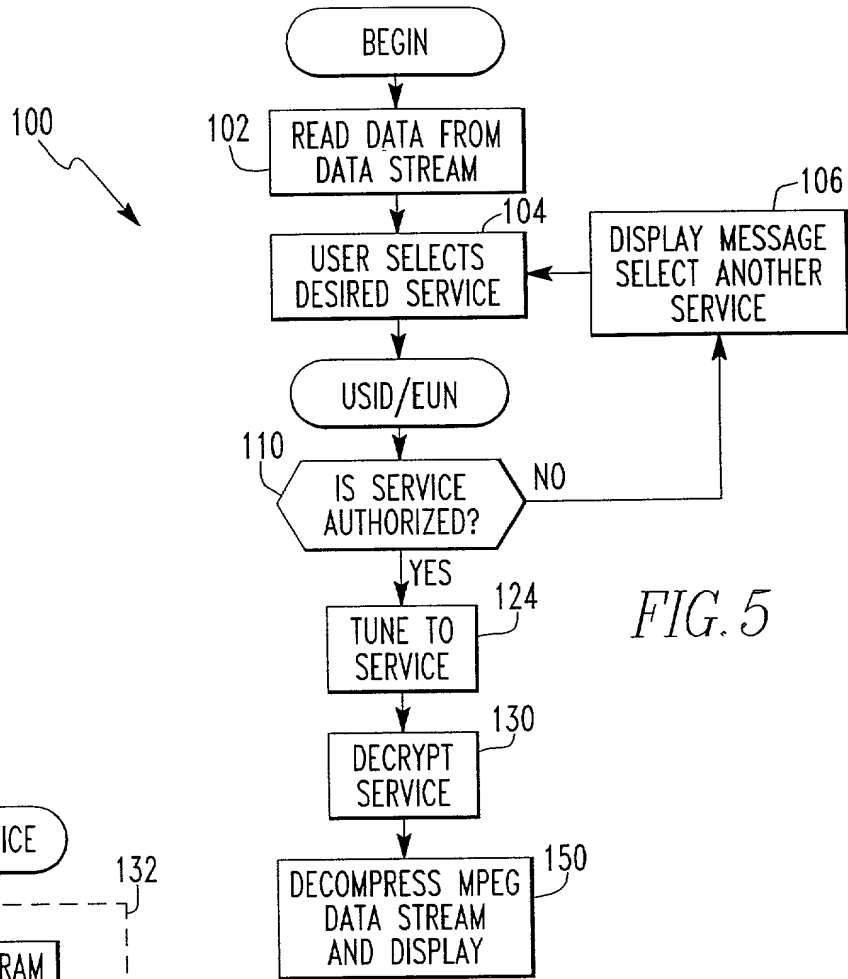 BEGIN
100
102
READ DATA FROM
DATA STREAM
104
USER SELECTS
DESIRED SERVICE
106
DISPLAY MESSAGE
SELECT ANOTHER
SERVICE
USID/EUN
110
IS SERVICE
AUTHORIZED?
NO
YES
124
TUNE TO
SERVICE
FIG. 5
130
DECRYPT
SERVICE
ICE
132
150
DECOMPRESS MPEG
DATA STREAM
AND DISPLAY
RAM